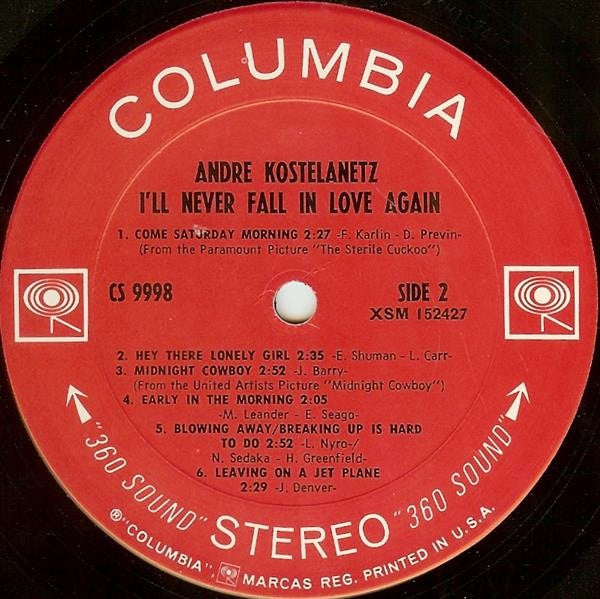 COLUMBIA
ANDRE KOSTELANETZ
I'LL NEVER FALL IN LOVE AGAIN
1. COME SATURDAY MORNING 2:27 -F. Karlin - D. Previn-
(From the Paramount Picture "The Sterile Cuckoo")
CS 9998
SIDE 2
XSM 152427
2. HEY THERE LONELY GIRL 2:35 -E. Shuman - L. Carr-
3. MIDNIGHT COWBOY 2:52 -J. Barry-
(From the United Artists Picture "Midnight Cowboy")
4. EARLY IN THE MORNING 2:05
-M. Leander - E. Seago-
5. BLOWING AWAY/BREAKING UP IS HARD
TO DO 2:52 -L. Nyro-/
N. Sedaka - H. Greenfield-
6. LEAVING ON A JET PLANE
2:29 -J. Denver-
"360 SOUND" STEREO "360 SOUND"
®"COLUMBIA", MARCAS REG. PRINTED IN U.S.A.